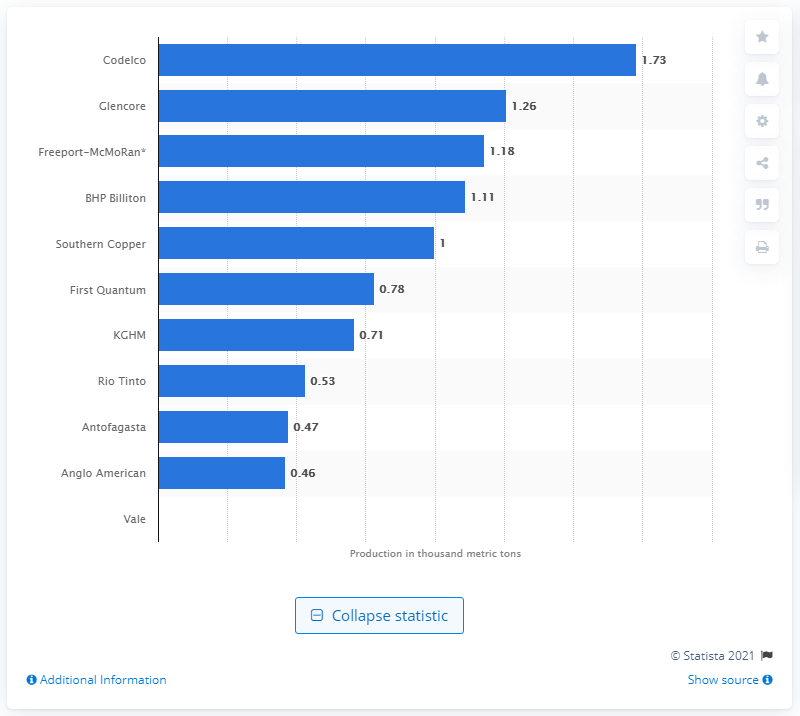 Codelco 1.73
Glencore 1.26
Freeport-McMoRan* 1.18
BHP Billiton 1.11
Southern Copper 1
First Quantum 0.78
KGHM 0.71
Rio Tinto 0.53
Antofagasta 0.47
Anglo American 0.46
Vale
Production in thousand metric tons
Collapse statistic
© Statista 2021
Additional Information
Show source